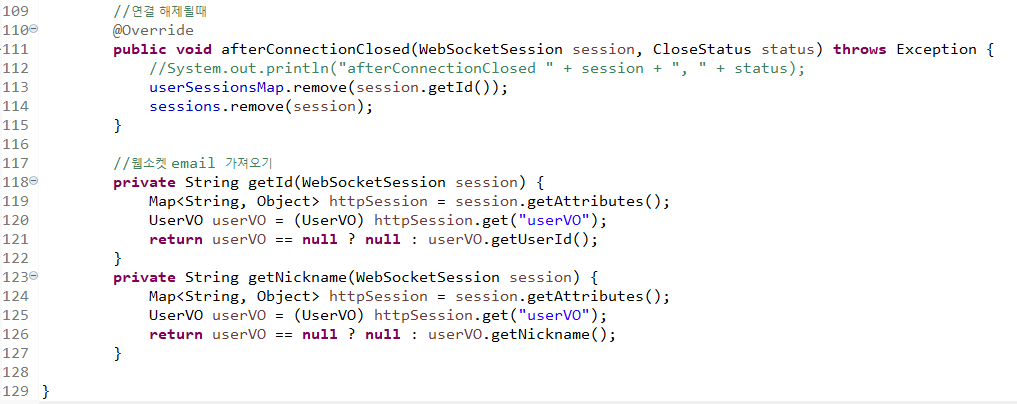 109 //연결 해제될때
110 @Override
111 public void afterConnectionClosed(WebSocketSession session, CloseStatus status) throws Exception {
112 //System.out.println("afterConnectionClosed " + session + ", " + status);
113 userSessionsMap.remove(session.getId());
114 sessions.remove(session);
115 }
116
117 //웹소켓 email 가져오기
118 private String getId(WebSocketSession session) {
119 Map<String, Object> httpSession = session.getAttributes();
120 UserVO userVO = (UserVO) httpSession.get("userVO");
121 return userVO == null ? null : userVO.getUserId();
122 }
123 private String getNickname(WebSocketSession session) {
124 Map<String, Object> httpSession = session.getAttributes();
125 UserVO userVO = (UserVO) httpSession.get("userVO");
126 return userVO == null ? null : userVO.getNickname();
127 }
128
129 }